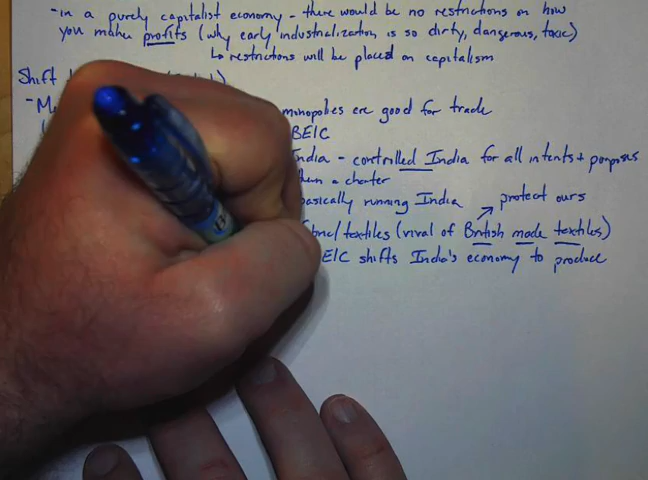 - in a purely capitalist economy - there would be no restrictions on how
you make profits (why early industrialization is so dirty, dangerous, toxic)
↳ restrictions will be placed on capitalism
Shift
monopolies are good for trade
BEIC
India - controlled India for all intents + purposes
a charter
basically running India
protect ours
textiles (rival of British made textiles)
EIC shifts India's economy to produce